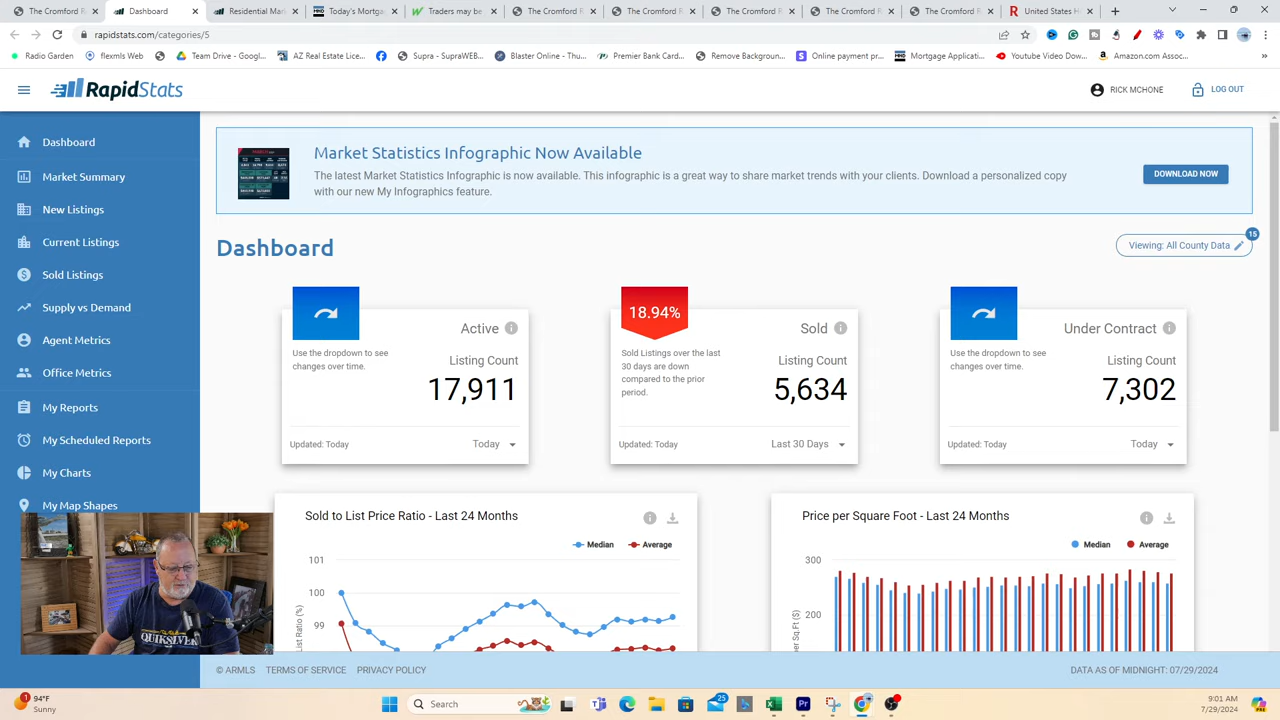 The Cromford R
Dashboard
Residential Mar
Today's Mortga
Traders may be
The Cromford R
The Cromford R
The Cromford R
The Cromford R
The Cromford R
United States H
rapidstats.com/categories/5
Radio Garden
flexmls Web
Team Drive - Googl...
AZ Real Estate Lice...
Supra - SupraWEB...
Blaster Online - Thu...
Premier Bank Card...
Remove Backgroun...
Online payment pr...
Mortgage Applicati...
Youtube Video Dow...
Amazon.com Assoc...
RapidStats
RICK MCHONE
LOG OUT
Dashboard
Market Summary
New Listings
Current Listings
Sold Listings
Supply vs Demand
Agent Metrics
Office Metrics
My Reports
My Scheduled Reports
My Charts
My Map Shapes
Market Statistics Infographic Now Available
The latest Market Statistics Infographic is now available. This infographic is a great way to share market trends with your clients. Download a personalized copy
with our new My Infographics feature.
DOWNLOAD NOW
Dashboard
15
Viewing: All County Data
Active
Use the dropdown to see
changes over time.
Listing Count
17,911
Updated: Today
Today
18.94%
Sold
Sold Listings over the last
30 days are down
compared to the prior
period.
Listing Count
5,634
Updated: Today
Last 30 Days
Under Contract
Use the dropdown to see
changes over time.
Listing Count
7,302
Updated: Today
Today
Sold to List Price Ratio - Last 24 Months
Median
Average
101
100
99
List Ratio (%)
Price per Square Foot - Last 24 Months
Median
Average
300
200
Sq.Ft ($)
QUIKSILVER
© ARMLS
TERMS OF SERVICE
PRIVACY POLICY
DATA AS OF MIDNIGHT: 07/29/2024
1
94°F
Sunny
Search
25
9:01 AM
7/29/2024